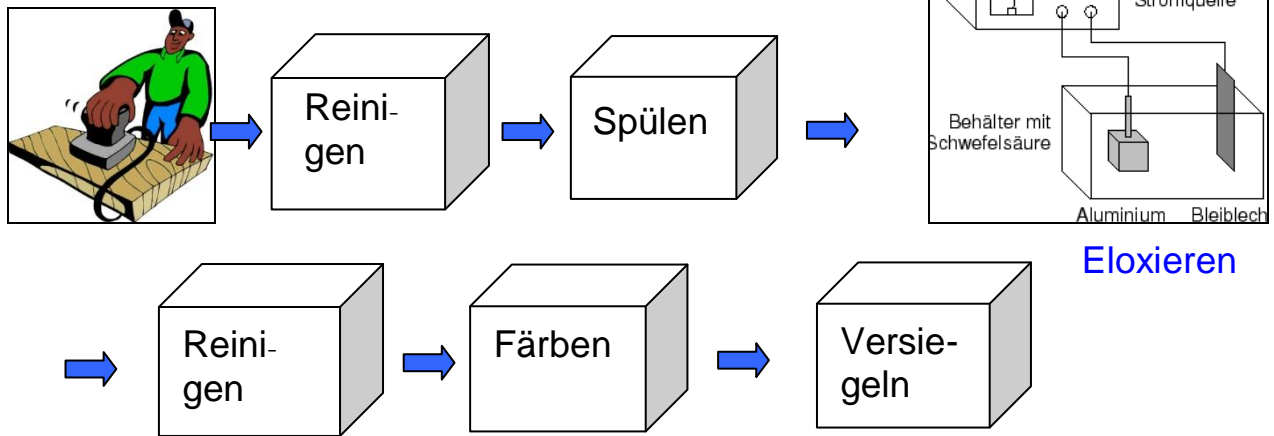 Stromquelle
Reini-
gen
Spülen
Behälter mit
Schwefelsäure
Aluminium Bleiblech
Eloxieren
Reini-
gen
Färben
Versie-
geln